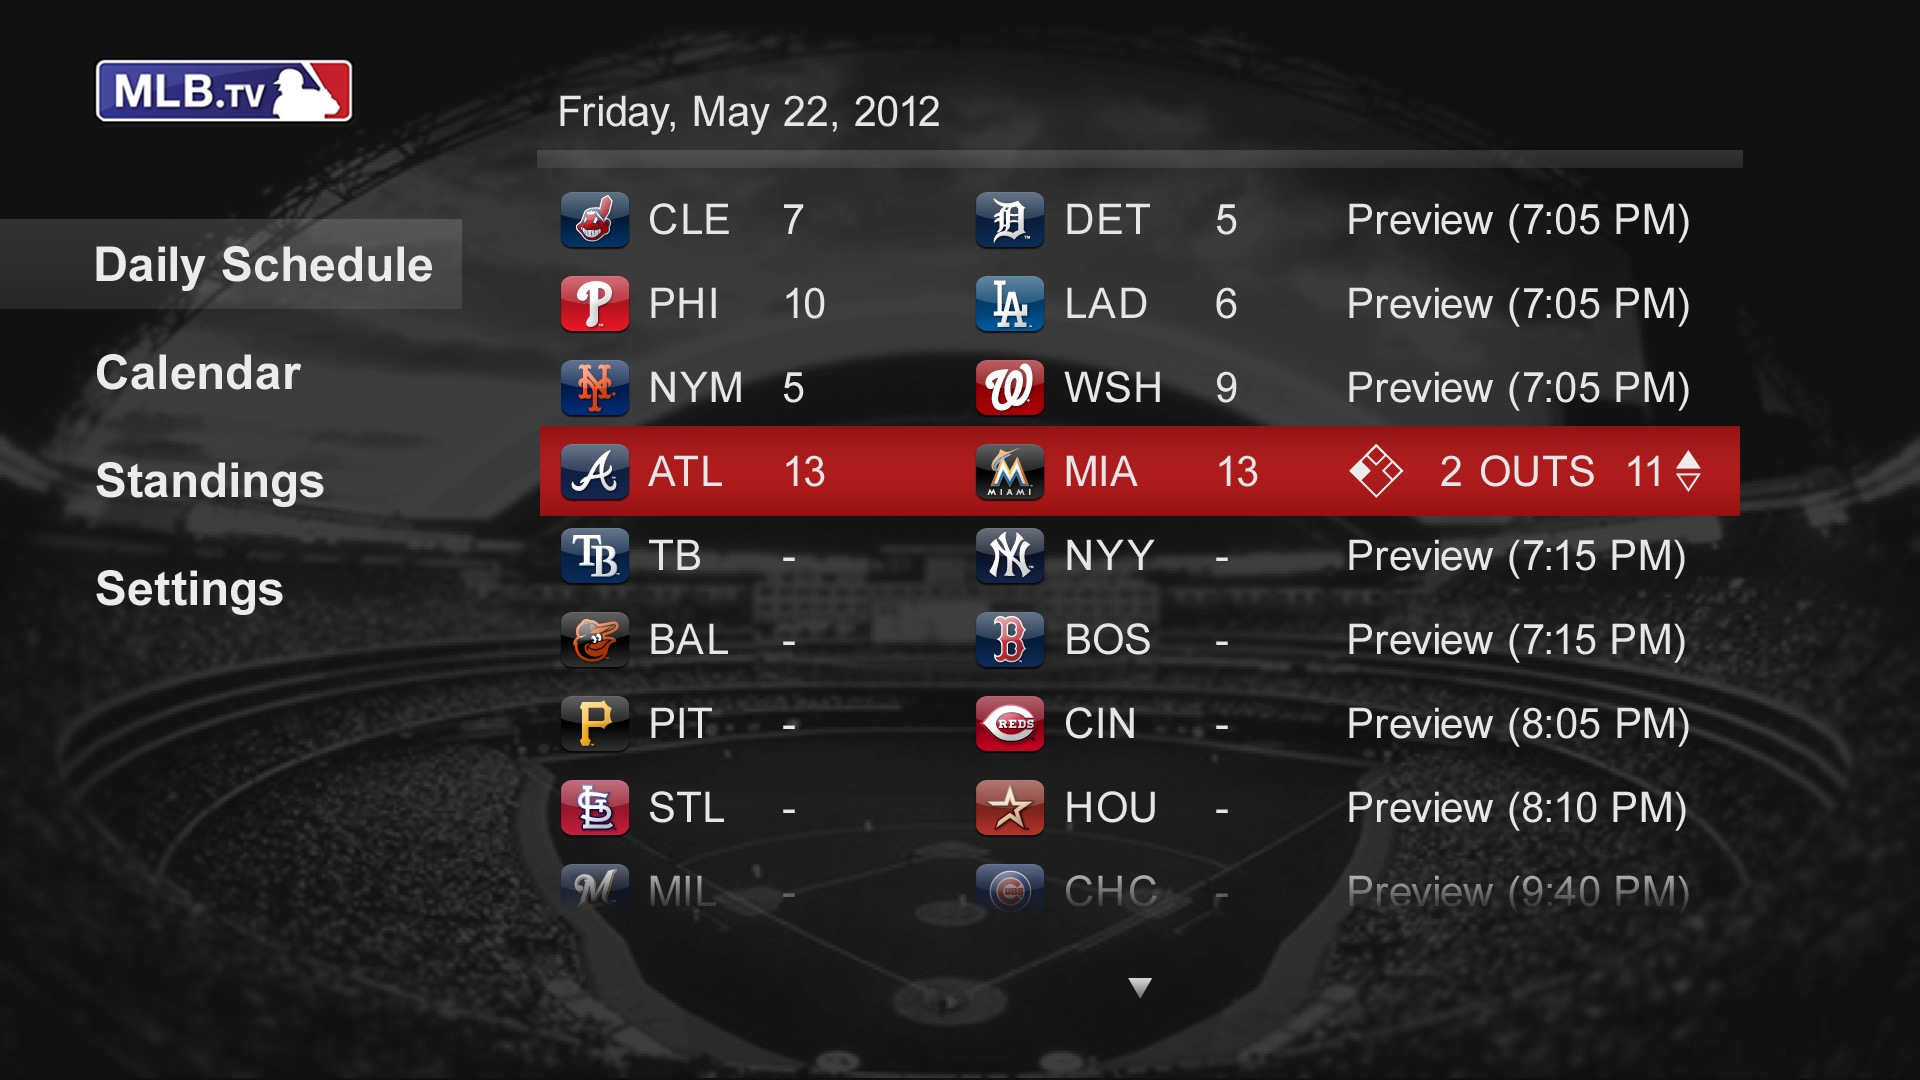 MLB.TV
Friday, May 22, 2012
Daily Schedule
Calendar
Standings
Settings
CLE 7 DET 5 Preview (7:05 PM)
PHI 10 LAD 6 Preview (7:05 PM)
NYM 5 WSH 9 Preview (7:05 PM)
ATL 13 MIAMI MIA 13 2 OUTS 11
TB TB - NYY - Preview (7:15 PM)
BAL - B BOS - Preview (7:15 PM)
P PIT - REDS CIN - Preview (8:05 PM)
STL - HOU - Preview (8:10 PM)
M MIL - CHC - Preview (9:40 PM)